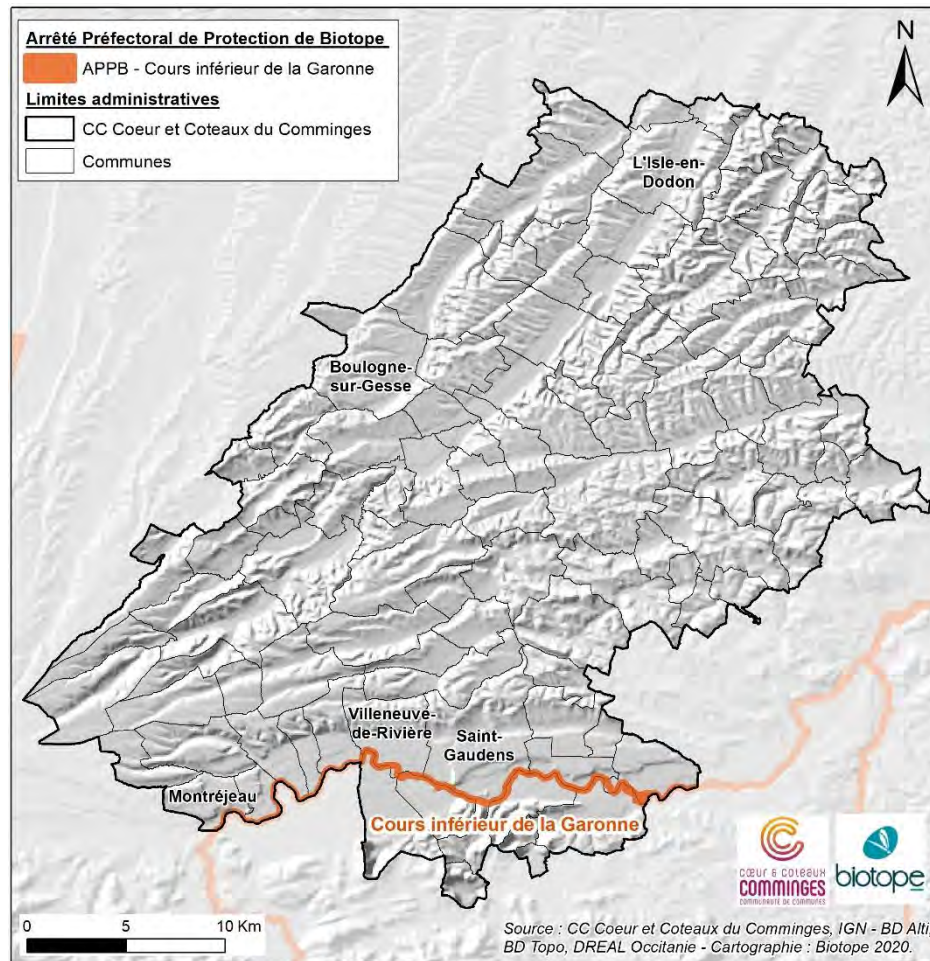 Arrêté Préfectoral de Protection de Biotope
APPB - Cours inférieur de la Garonne
Limites administratives
CC Coeur et Coteaux du Comminges
Communes
N
L'Isle-en-
Dodon
Boulogne-
sur-Gesse
Villeneuve-
de-Rivière
Saint-
Gaudens
Montréjeau
Cours inférieur de la Garonne
CŒUR & COTEAUX
COMMINGES
COMMUNAUTÉ DE COMMUNES
biotope
0 5 10 Km
Source : CC Coeur et Coteaux du Comminges, IGN - BD Alti,
BD Topo, DREAL Occitanie - Cartographie : Biotope 2020.